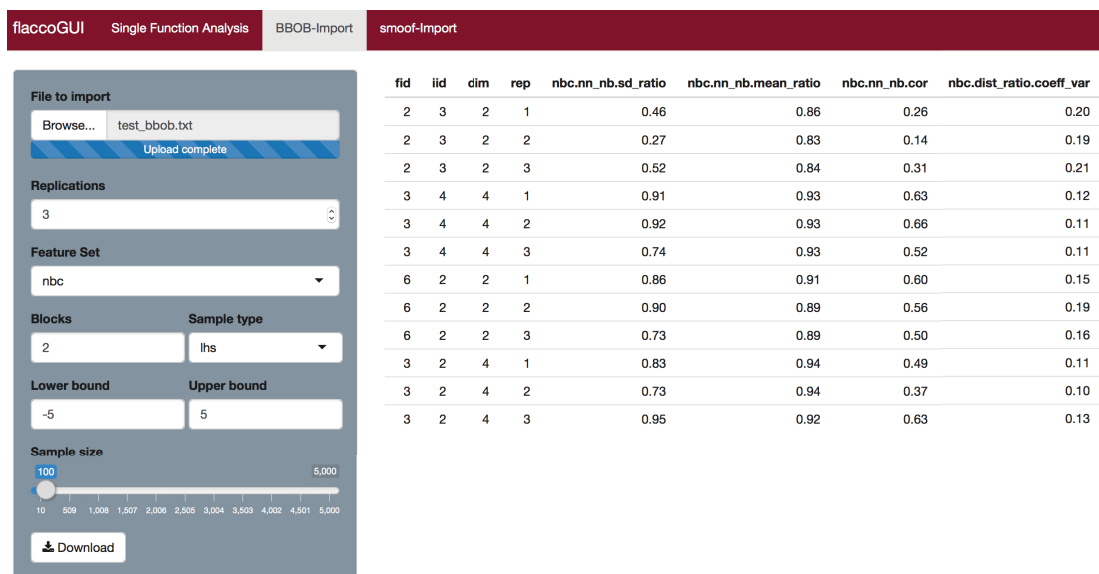 flaccoGUI Single Function Analysis BBOB-Import smoof-Import
File to import
Browse... test_bbob.txt
Upload complete
Replications
3
Feature Set
nbc
Blocks Sample type
2 lhs
Lower bound Upper bound
-5 5
Sample size
100 5,000
10 509 1,008 1,507 2,006 2,505 3,004 3,503 4,002 4,501 5,000
Download
fid iid dim rep nbc.nn_nb.sd_ratio nbc.nn_nb.mean_ratio nbc.nn_nb.cor nbc.dist_ratio.coeff_var
2 3 2 1 0.46 0.86 0.26 0.20
2 3 2 2 0.27 0.83 0.14 0.19
2 3 2 3 0.52 0.84 0.31 0.21
3 4 4 1 0.91 0.93 0.63 0.12
3 4 4 2 0.92 0.93 0.66 0.11
3 4 4 3 0.74 0.93 0.52 0.11
6 2 2 1 0.86 0.91 0.60 0.15
6 2 2 2 0.90 0.89 0.56 0.19
6 2 2 3 0.73 0.89 0.50 0.16
3 2 4 1 0.83 0.94 0.49 0.11
3 2 4 2 0.73 0.94 0.37 0.10
3 2 4 3 0.95 0.92 0.63 0.13